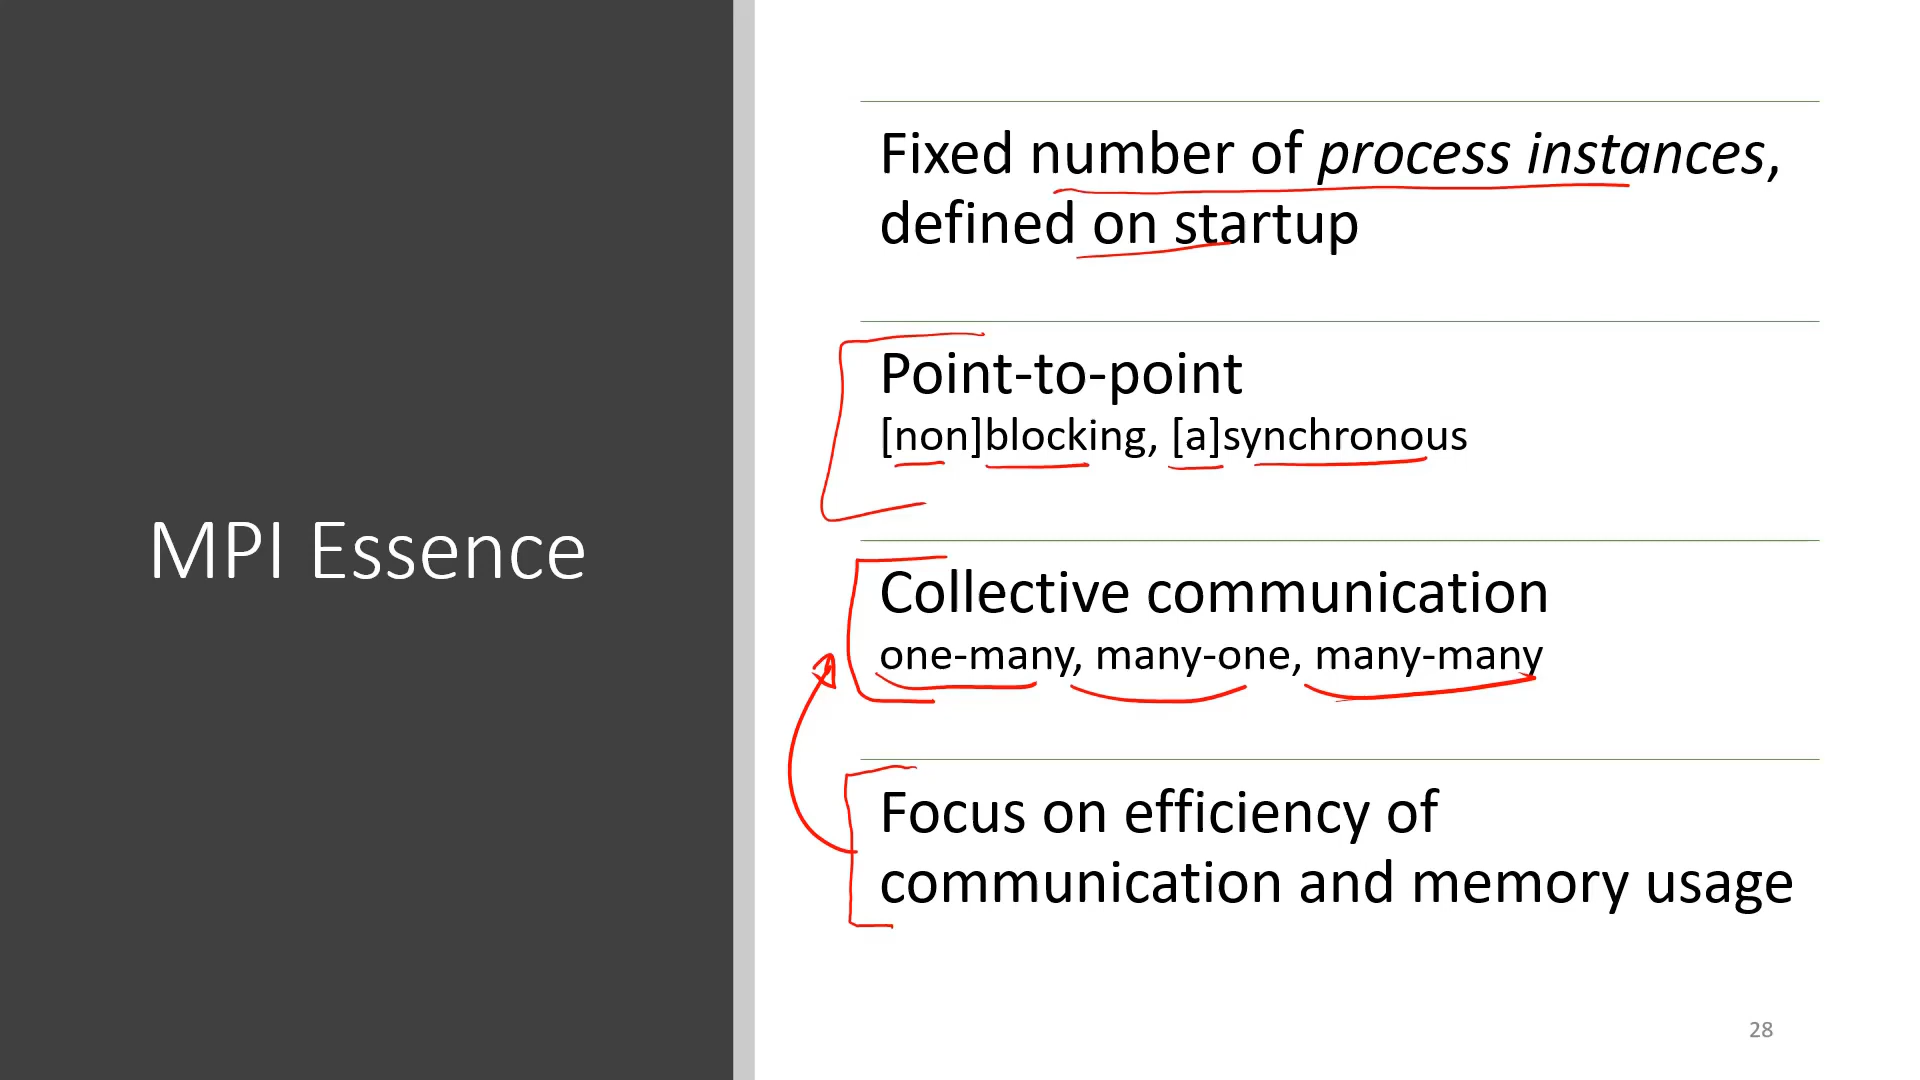 MPI Essence
Fixed number of process instances,
defined on startup
Point-to-point
[non]blocking, [a]synchronous
Collective communication
one-many, many-one, many-many
Focus on efficiency of
communication and memory usage
28